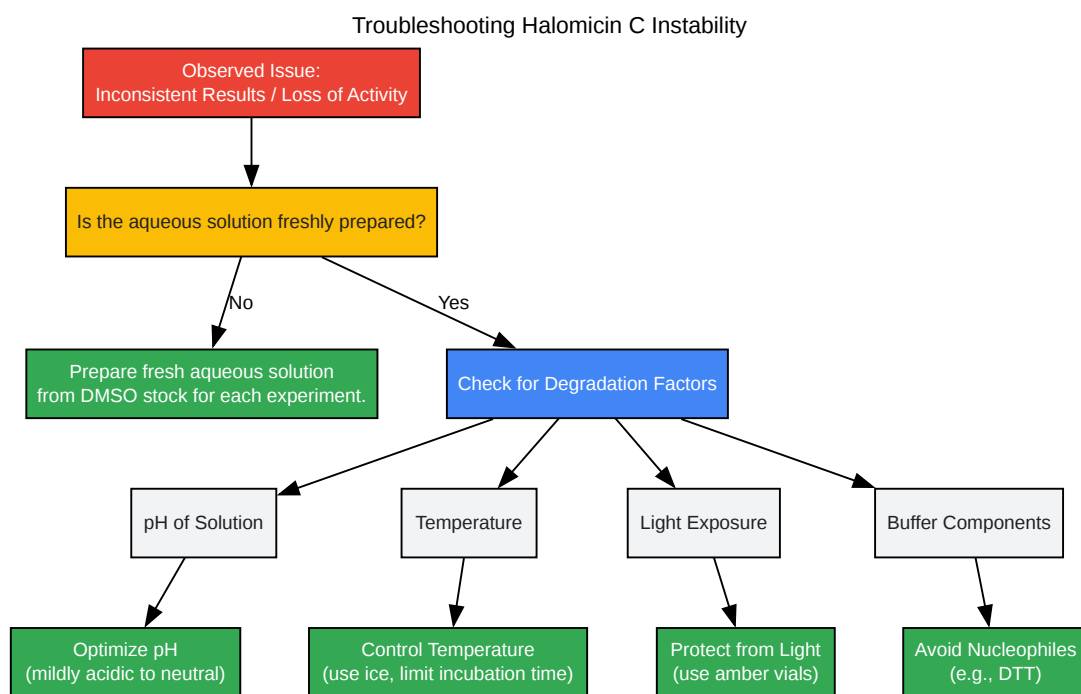 Troubleshooting Halomicin C Instability
Observed Issue:
Inconsistent Results / Loss of Activity
Is the aqueous solution freshly prepared?
No
Yes
Prepare fresh aqueous solution
from DMSO stock for each experiment.
Check for Degradation Factors
pH of Solution
Temperature
Light Exposure
Buffer Components
Optimize pH
(mildly acidic to neutral)
Control Temperature
(use ice, limit incubation time)
Protect from Light
(use amber vials)
Avoid Nucleophiles
(e.g., DTT)